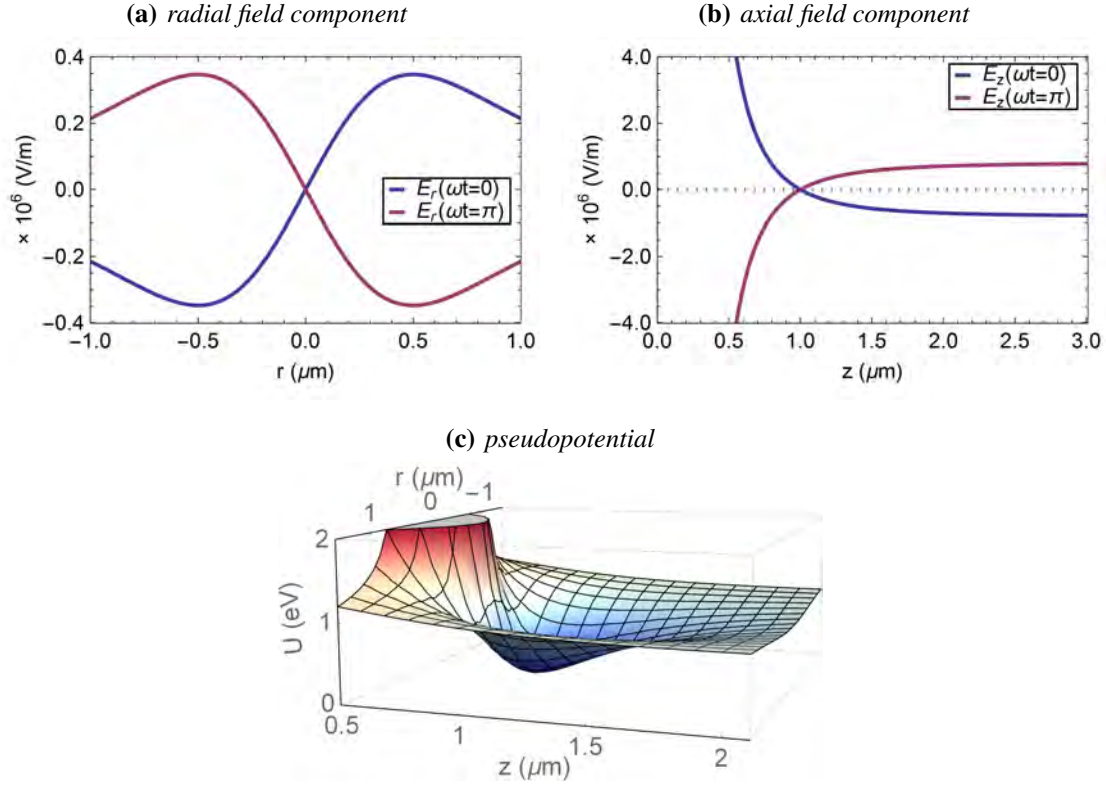 (a) radial field component
(b) axial field component
0.4
0.2
0.0
−0.2
−0.4
× 10⁶ (V/m)
E_r(ωt=0)
E_r(ωt=π)
−1.0 −0.5 0.0 0.5 1.0
r (μm)
4.0
2.0
0.0
−2.0
−4.0
× 10⁶ (V/m)
E_z(ωt=0)
E_z(ωt=π)
0.0 0.5 1.0 1.5 2.0 2.5 3.0
z (μm)
(c) pseudopotential
r (μm)
1 0 −1
2
1
0
U (eV)
0.5 1 1.5 2
z (μm)